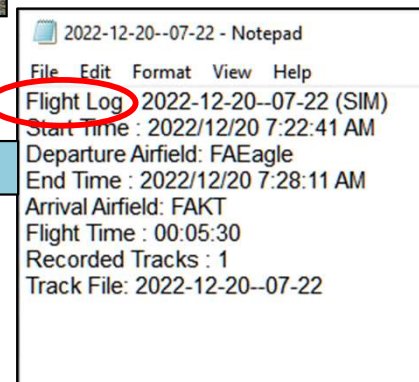 2022-12-20--07-22 - Notepad
File Edit Format View Help
Flight Log : 2022-12-20--07-22 (SIM)
Start Time : 2022/12/20 7:22:41 AM
Departure Airfield: FAEagle
End Time : 2022/12/20 7:28:11 AM
Arrival Airfield: FAKT
Flight Time : 00:05:30
Recorded Tracks : 1
Track File: 2022-12-20--07-22